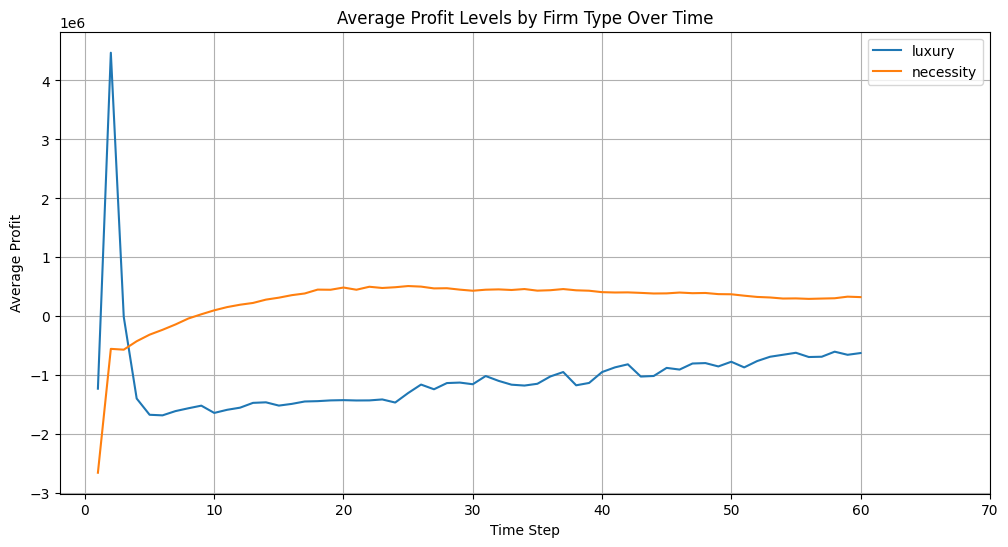 Average Profit Levels by Firm Type Over Time
1e6
luxury
necessity
4
3
2
1
0
−1
−2
−3
Average Profit
0 10 20 30 40 50 60 70
Time Step